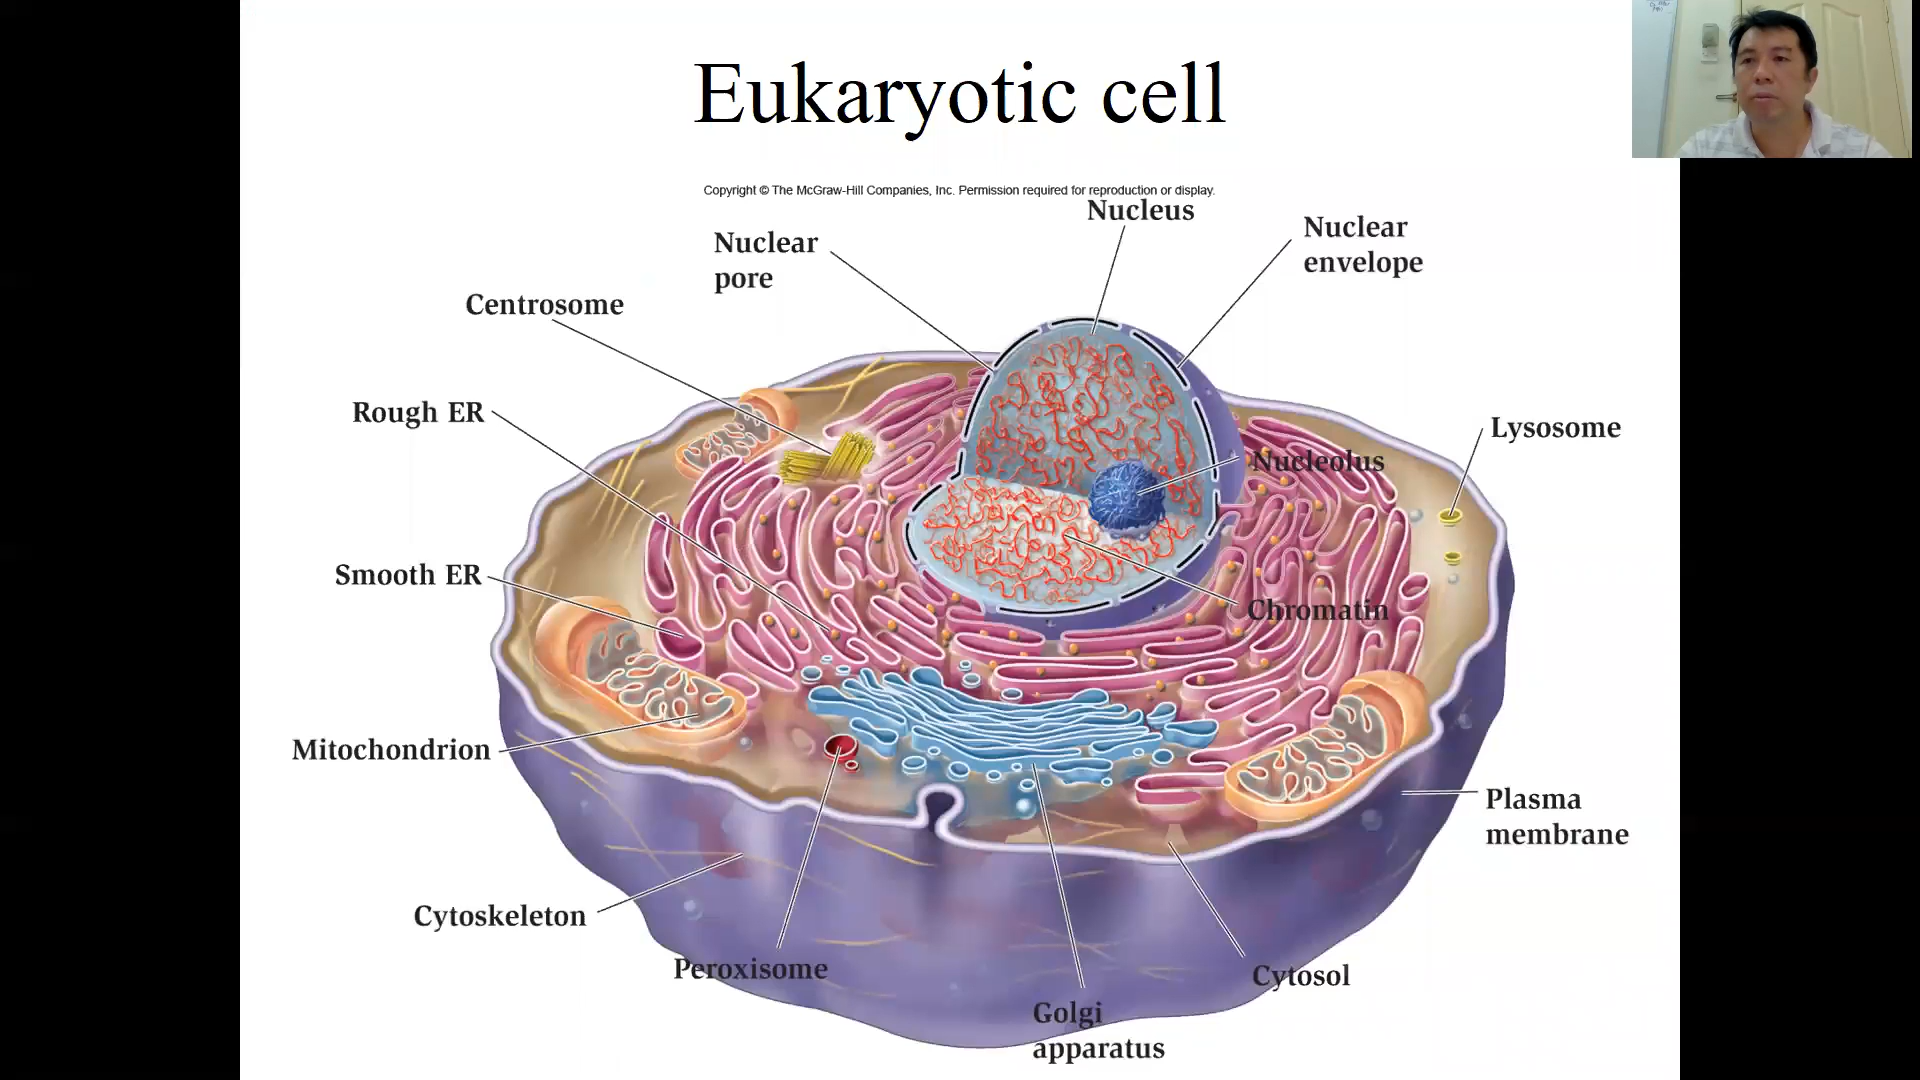 Eukaryotic cell
Copyright © The McGraw-Hill Companies, Inc. Permission required for reproduction or display.
Nucleus
Nuclear
pore
Nuclear
envelope
Centrosome
Rough ER
Lysosome
Nucleolus
Smooth ER
Chromatin
Mitochondrion
Plasma
membrane
Cytoskeleton
Peroxisome
Cytosol
Golgi
apparatus